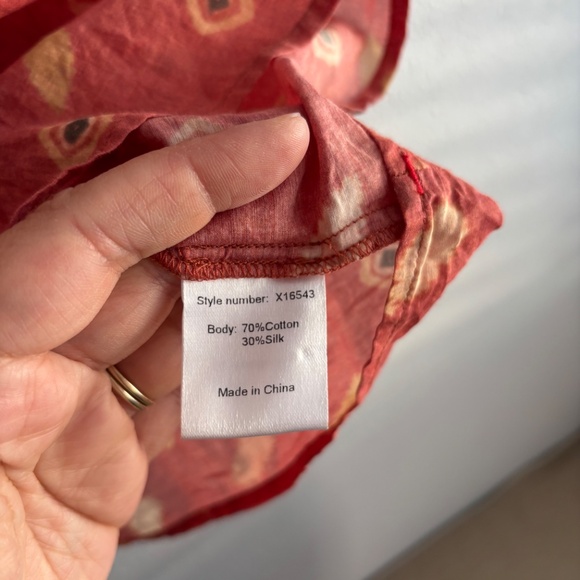 Style number: X16543
Body: 70%Cotton
30%Silk
Made in China